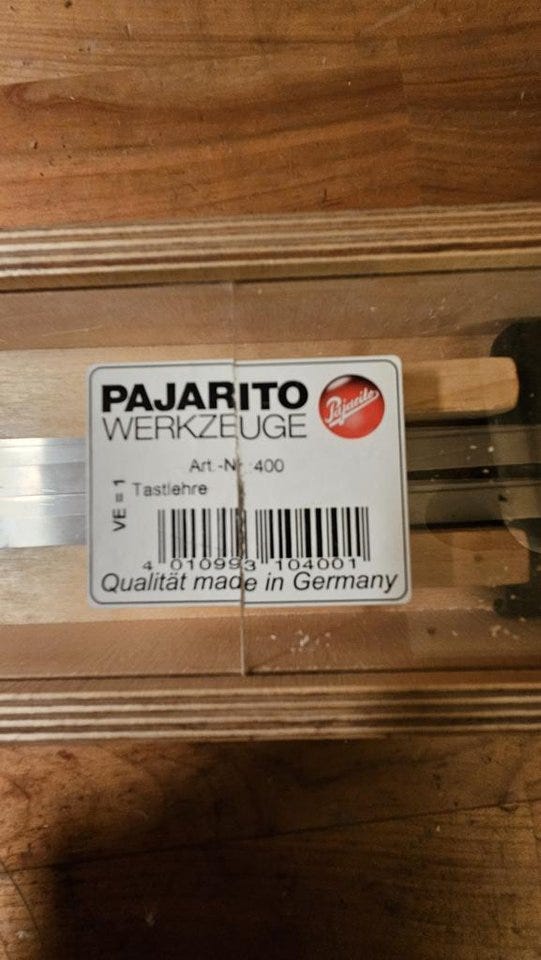 PAJARITO
WERKZEUGE
Pajarito
Art.-Nr.:400
VE = 1
Tastlehre
4 010993 104001
Qualität made in Germany